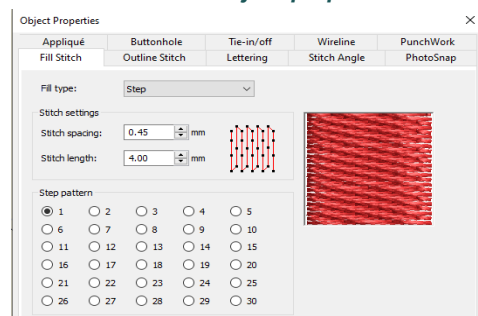 Object Properties
Appliqué Buttonhole Tie-in/off Wireline PunchWork
Fill Stitch Outline Stitch Lettering Stitch Angle PhotoSnap
Fill type: Step
Stitch settings
Stitch spacing: 0.45 mm
Stitch length: 4.00 mm
Step pattern
1 2 3 4 5
6 7 8 9 10
11 12 13 14 15
16 17 18 19 20
21 22 23 24 25
26 27 28 29 30